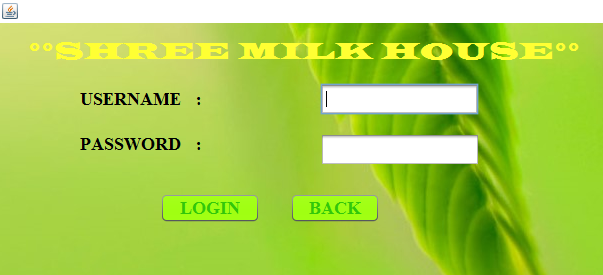 °°SHREE MILK HOUSE°°
USERNAME :
PASSWORD :
LOGIN BACK